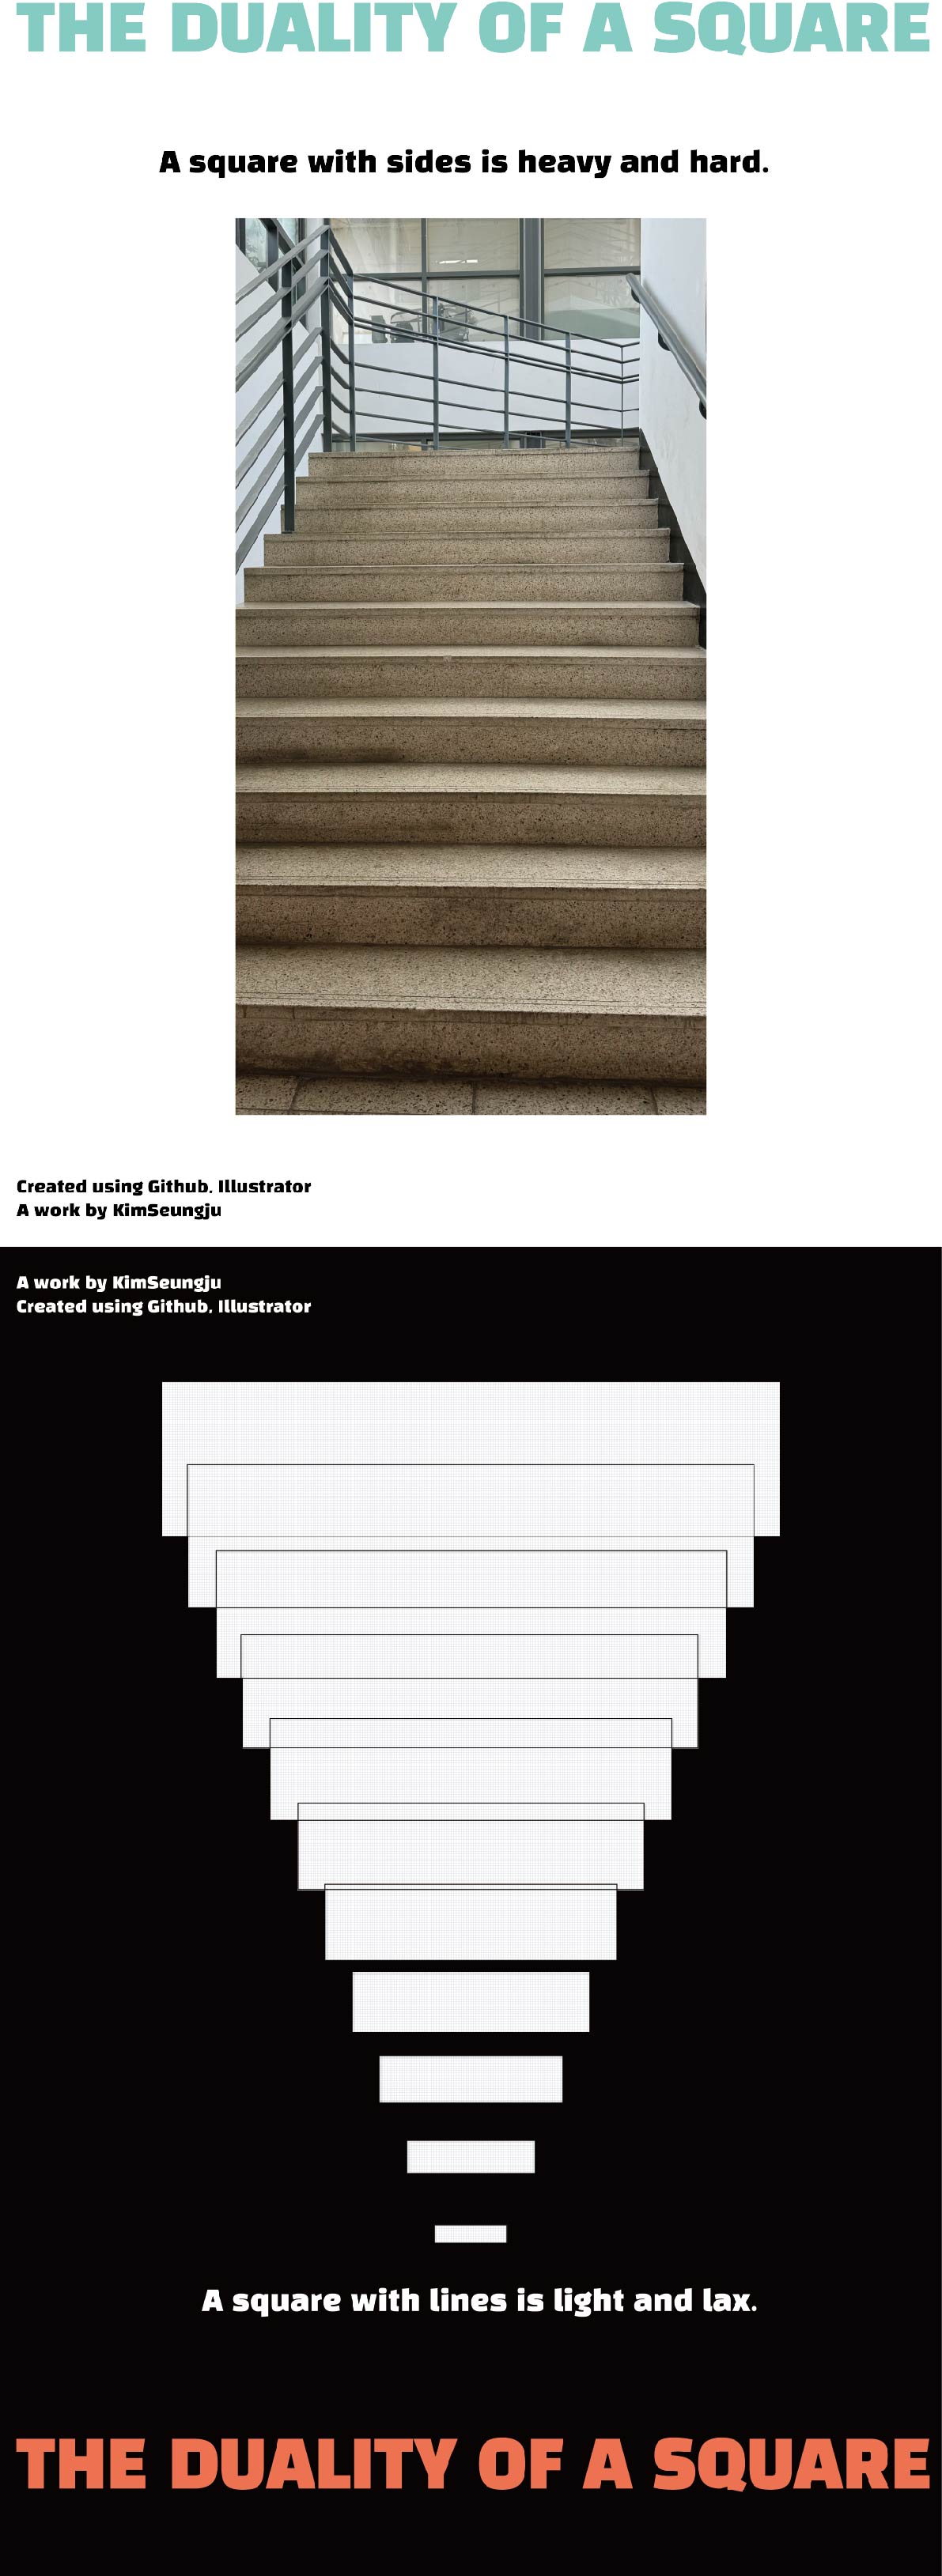 THE DUALITY OF A SQUARE
A square with sides is heavy and hard.
Created using Github, Illustrator
A work by KimSeungju
A work by KimSeungju
Created using Github, Illustrator
A square with lines is light and lax.
THE DUALITY OF A SQUARE